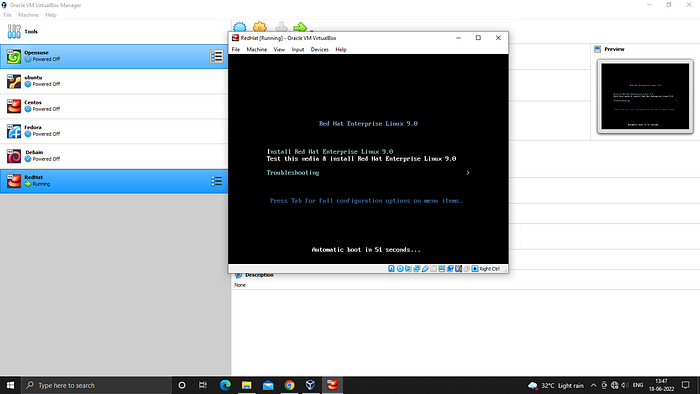 Oracle VM VirtualBox Manager
File Machine Help
Tools
Opensuse
Powered Off
ubuntu
Powered Off
Centos
Powered Off
Fedora
Powered Off
Debain
Powered Off
RedHat
Running
RedHat [Running] - Oracle VM VirtualBox
File Machine View Input Devices Help
Red Hat Enterprise Linux 9.0
Install Red Hat Enterprise Linux 9.0
Test this media & install Red Hat Enterprise Linux 9.0
Troubleshooting >
Press Tab for full configuration options on menu items.
Automatic boot in 51 seconds...
Right Ctrl
Preview
Description
None
Type here to search
32°C Light rain
ENG
13:47
18-06-2022